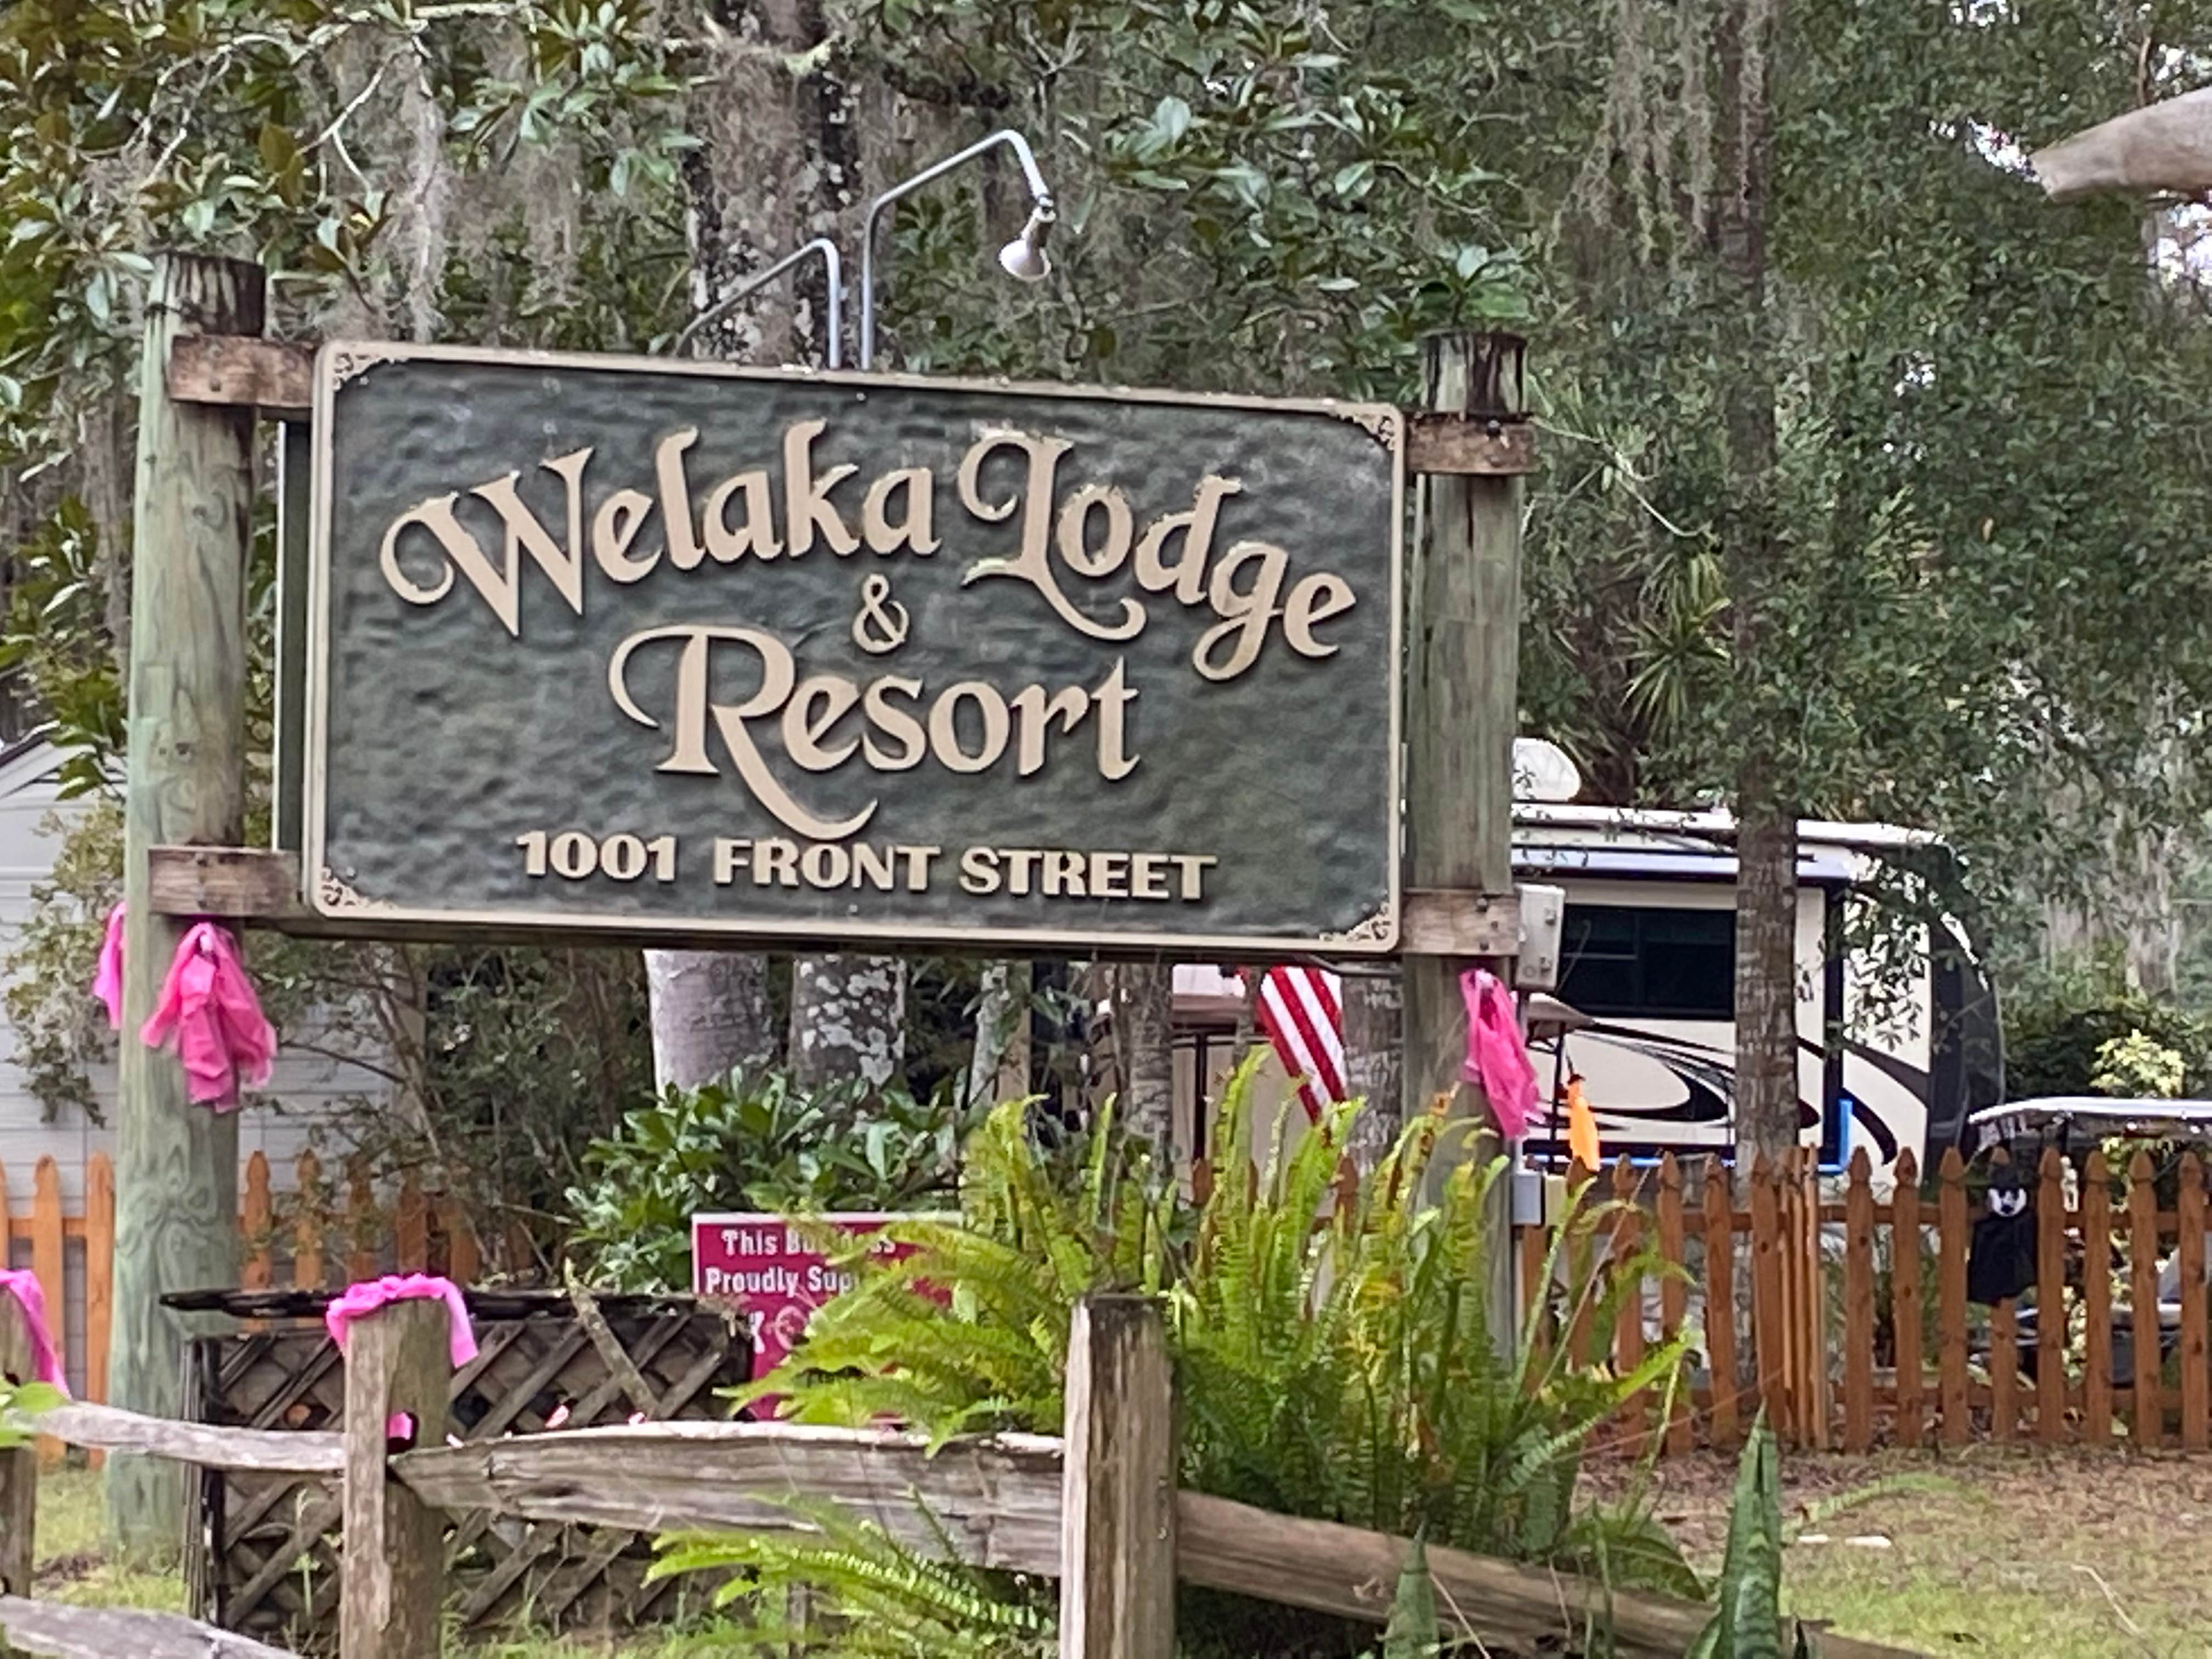 Welaka Lodge
&
Resort
1001 FRONT STREET
This
Proudly